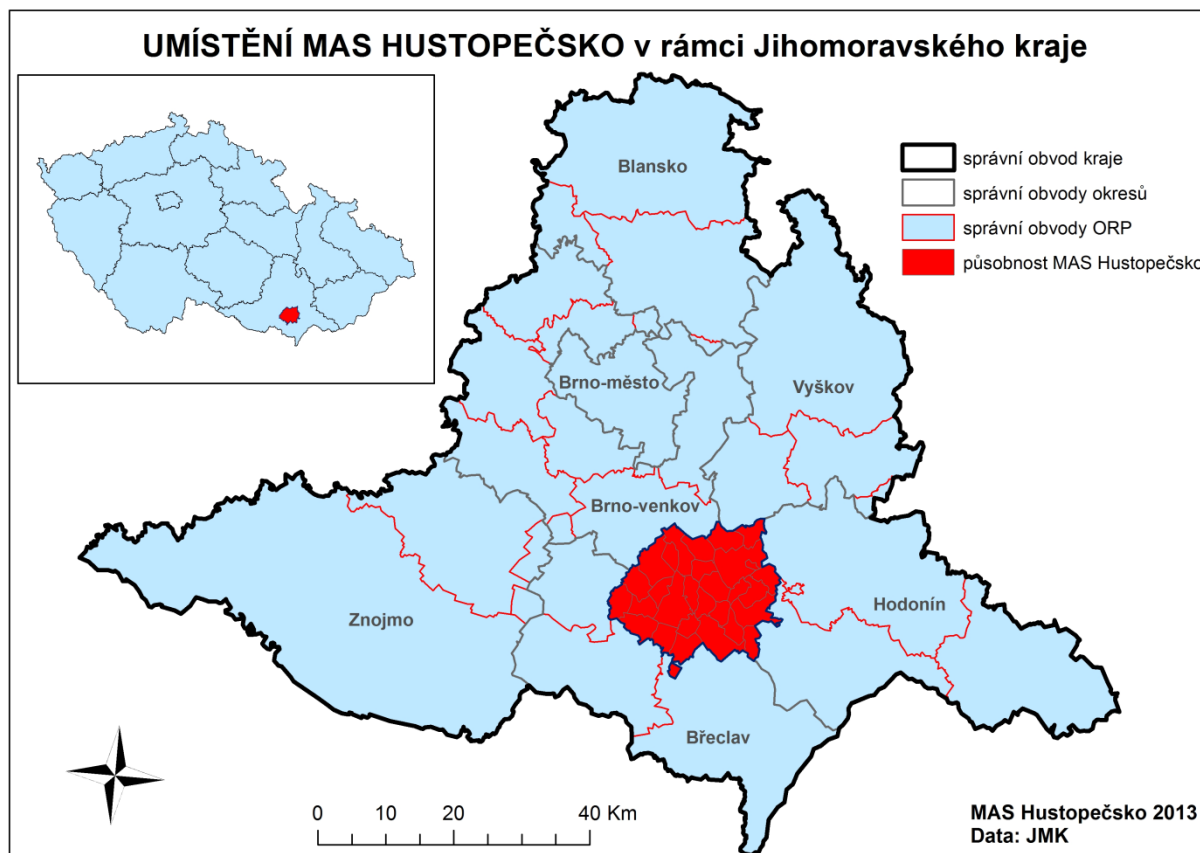 UMÍSTĚNÍ MAS HUSTOPEČSKO v rámci Jihomoravského kraje
správní obvod kraje
správní obvody okresů
správní obvody ORP
působnost MAS Hustopečsko
Blansko
Brno-město
Vyškov
Brno-venkov
Znojmo
Hodonín
Břeclav
0 10 20 40 Km
MAS Hustopečsko 2013
Data: JMK